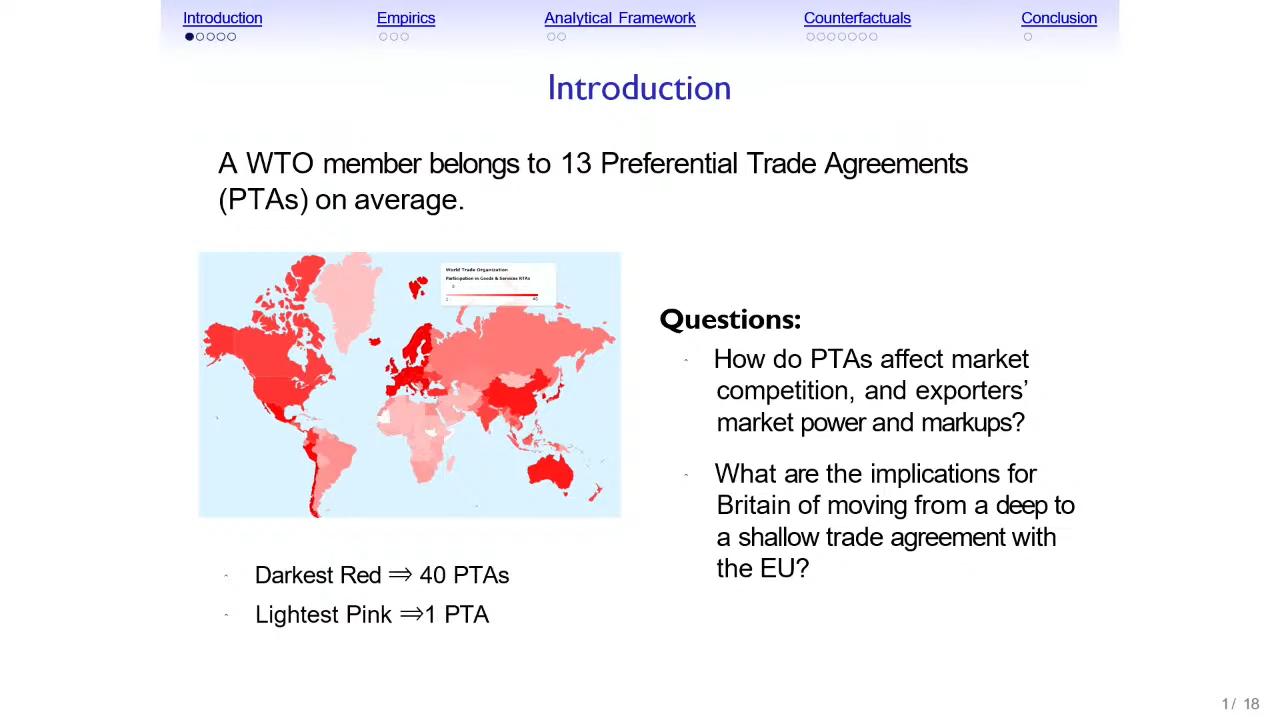 Introduction
Empirics
Analytical Framework
Counterfactuals
Conclusion
Introduction
A WTO member belongs to 13 Preferential Trade Agreements
(PTAs) on average.
World Trade Organization
Participation in Goods & Services RTAs
Questions:
How do PTAs affect market
competition, and exporters’
market power and markups?
What are the implications for
Britain of moving from a deep to
a shallow trade agreement with
the EU?
Darkest Red ⟹ 40 PTAs
Lightest Pink ⟹1 PTA
1 / 18